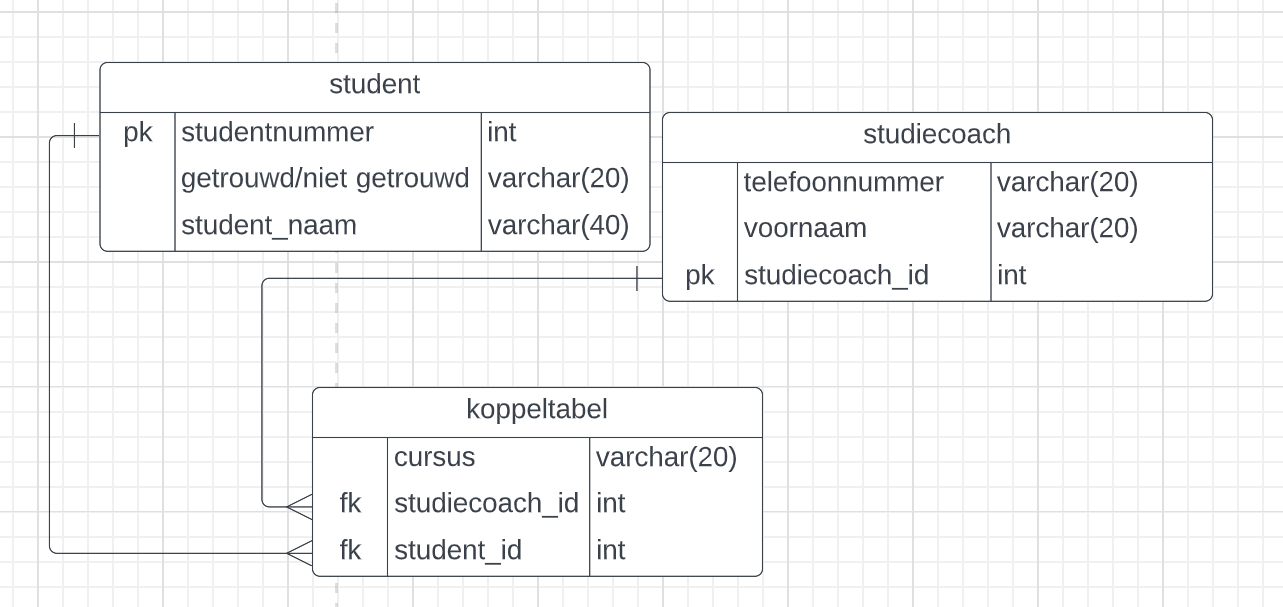 student
pk studentnummer int
getrouwd/niet getrouwd varchar(20)
student_naam varchar(40)
studiecoach
telefoonnummer varchar(20)
voornaam varchar(20)
pk studiecoach_id int
koppeltabel
cursus varchar(20)
fk studiecoach_id int
fk student_id int